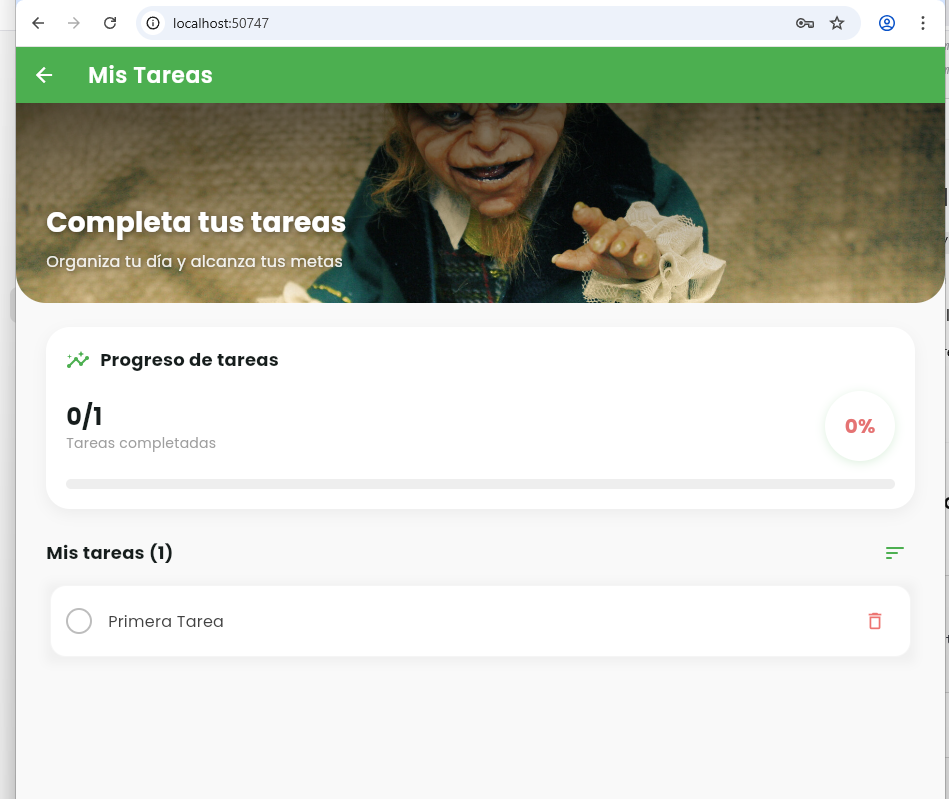 localhost:50747
Mis Tareas
Completa tus tareas
Organiza tu día y alcanza tus metas
Progreso de tareas
0/1
0%
Tareas completadas
Mis tareas (1)
Primera Tarea